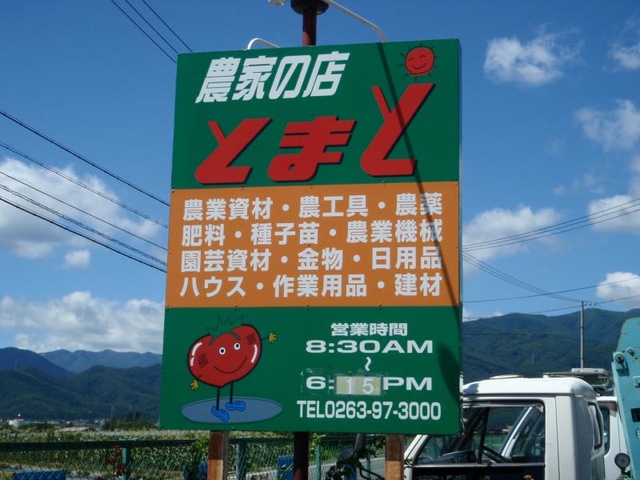 農家の店
とまと
農業資材・農工具・農薬
肥料・種子苗・農業機械
園芸資材・金物・日用品
ハウス・作業用品・建材
営業時間
8:30AM
〜
6:15PM
TEL0263-97-3000